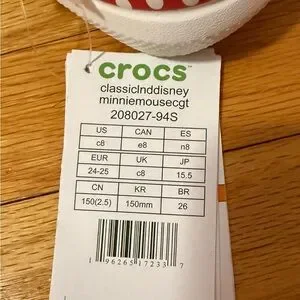 crocs™
classiclnddisney
minniemousecgt
208027-94S
US CAN ES
c8 e8 n8
EUR UK JP
24-25 c8 15.5
CN KR BR
150(2.5) 150mm 26
1 96265 17233 7